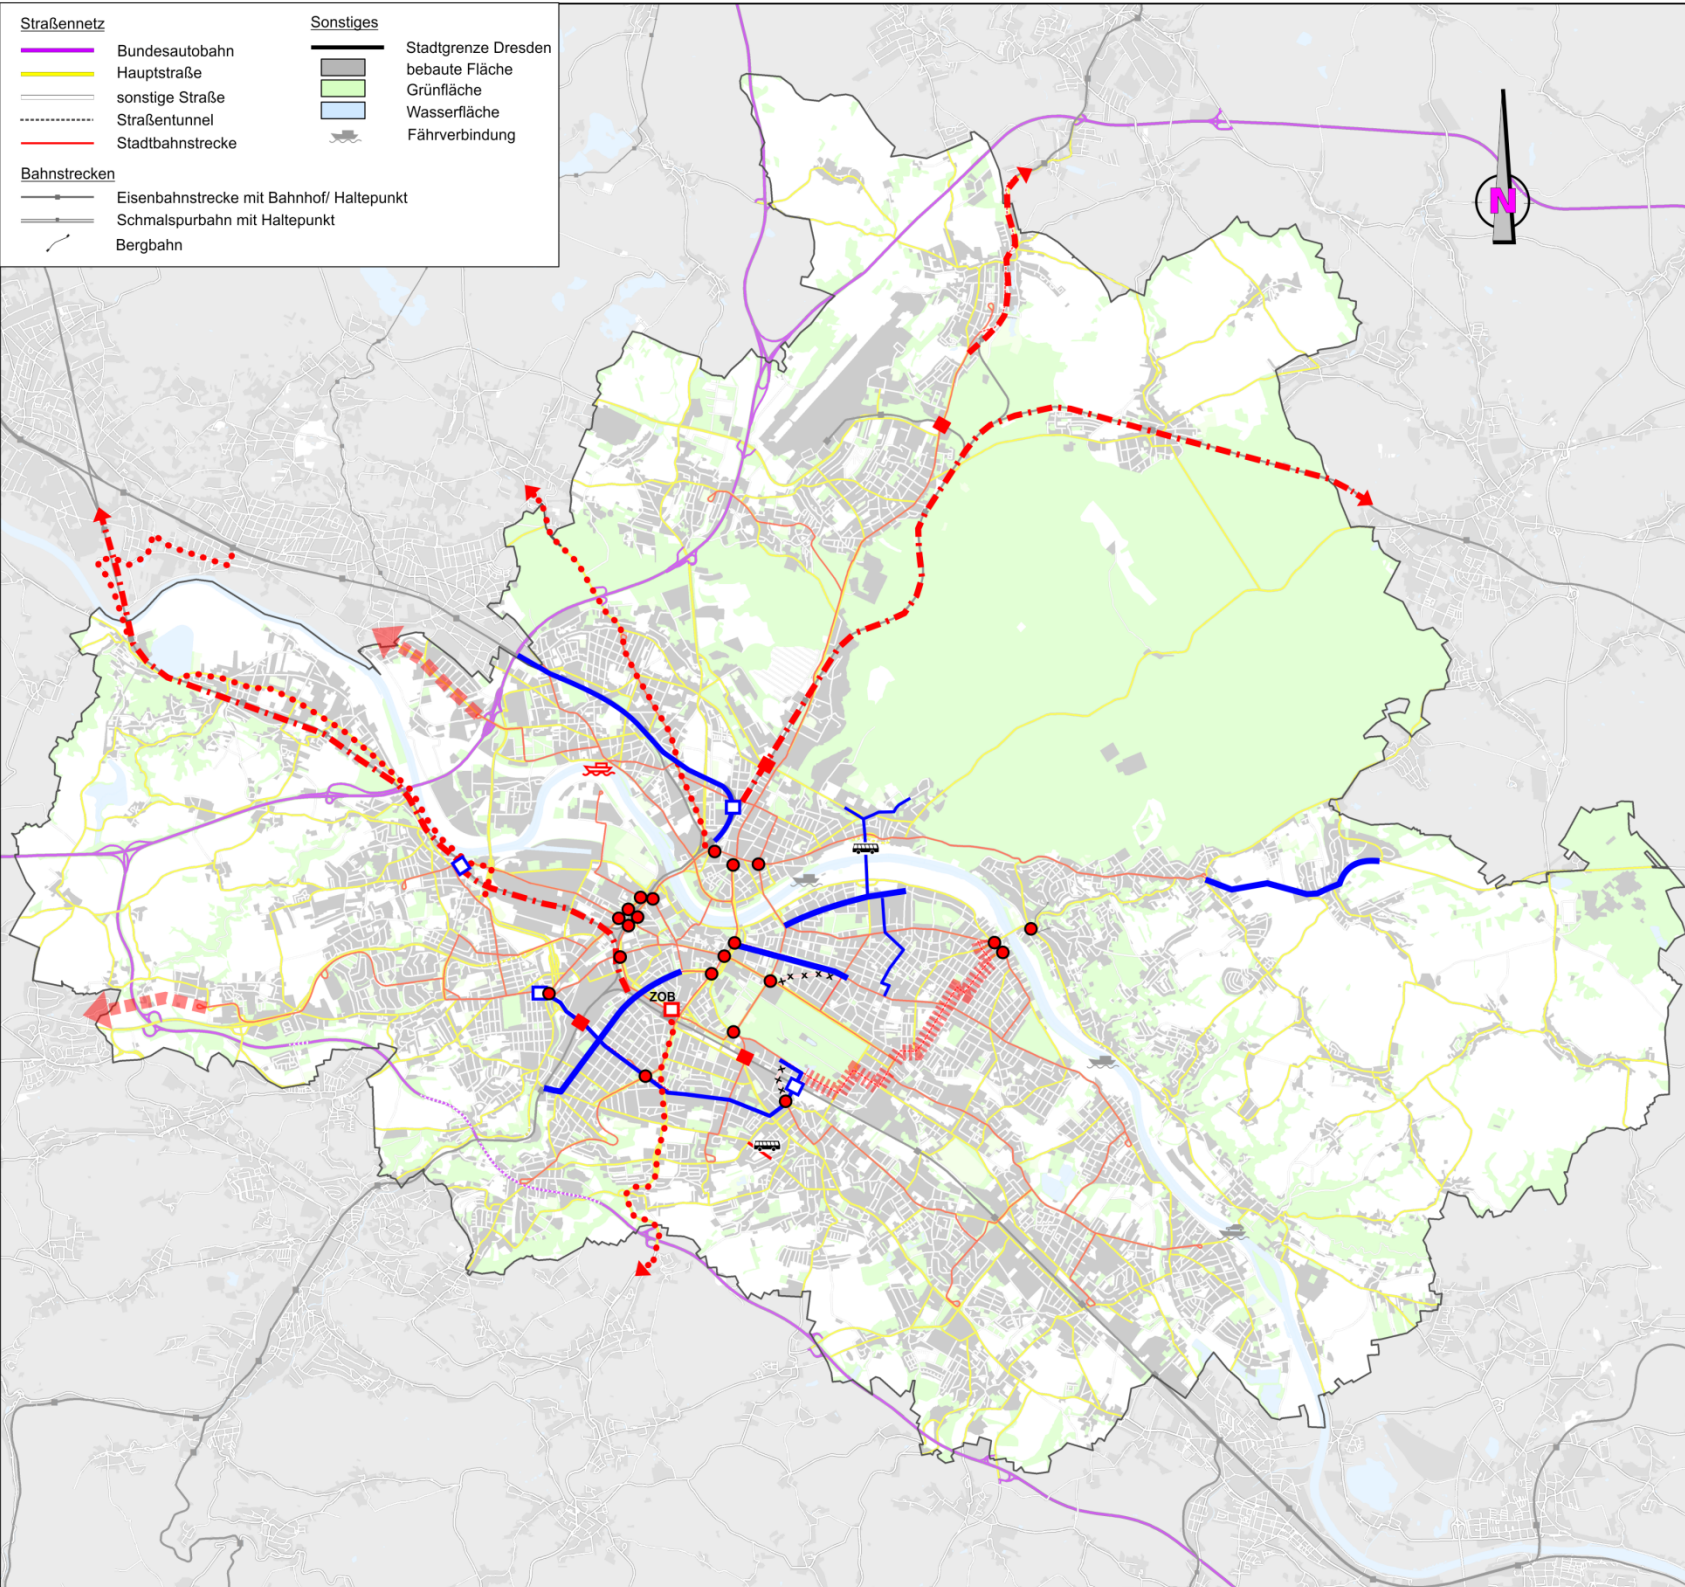 Straßennetz
Bundesautobahn
Hauptstraße
sonstige Straße
Straßentunnel
Stadtbahnstrecke
Bahnstrecken
Eisenbahnstrecke mit Bahnhof/ Haltepunkt
Schmalspurbahn mit Haltepunkt
Bergbahn
Sonstiges
Stadtgrenze Dresden
bebaute Fläche
Grünfläche
Wasserfläche
Fährverbindung
N
ZOB